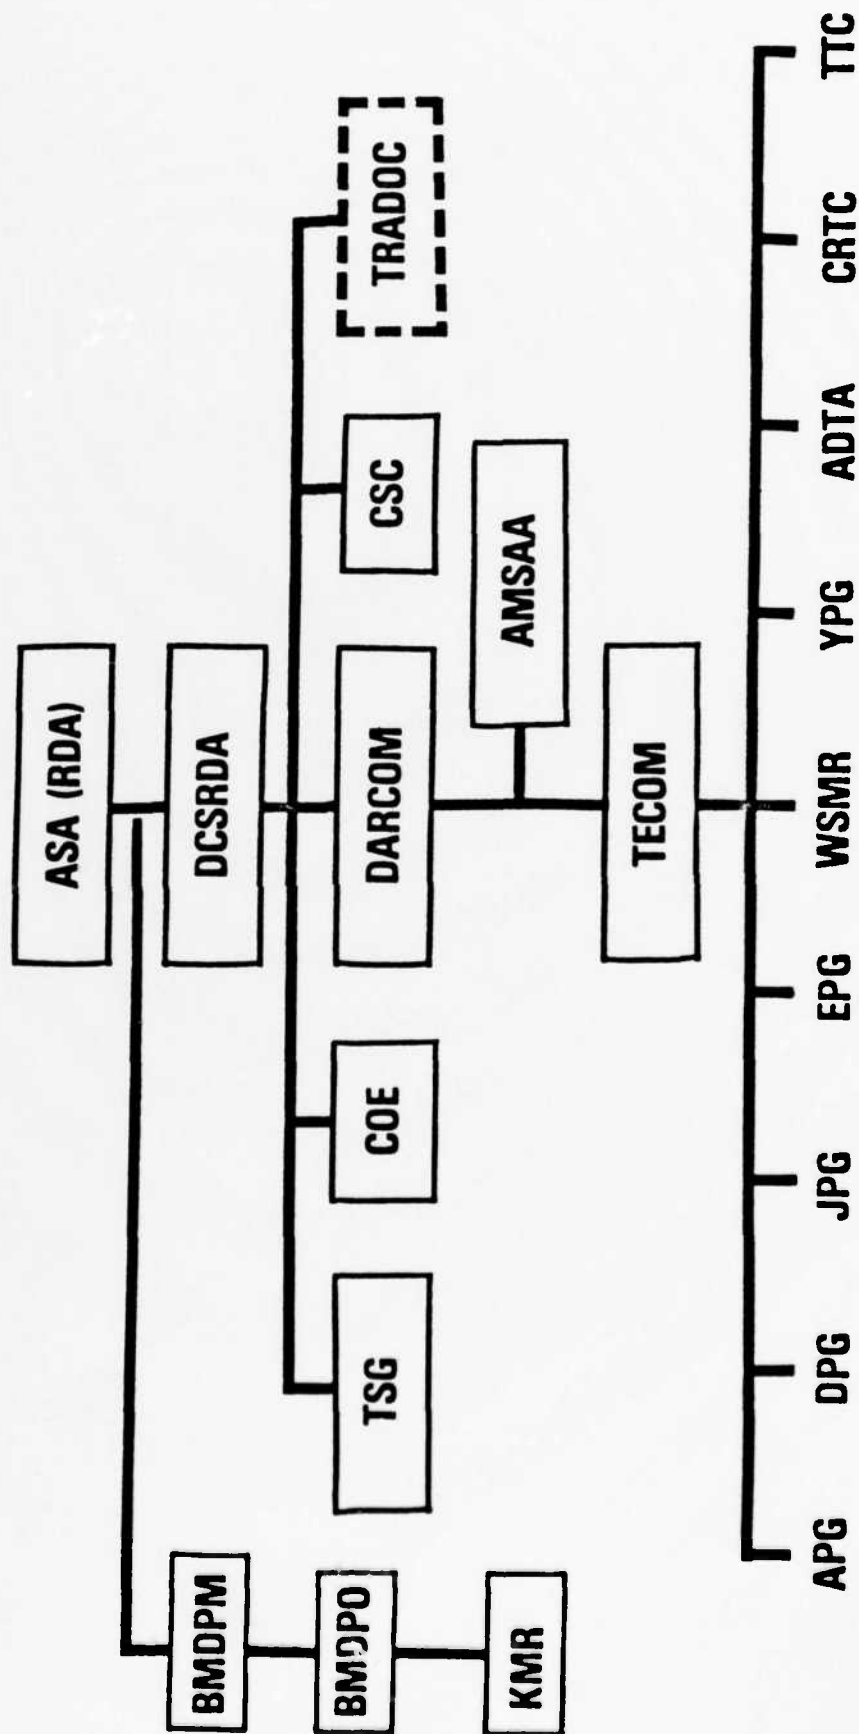 ASA (RDA)
BMDPM
DCSRDA
BMDPO
TSG
COE
DARCOM
CSC
TRADOC
KMR
AMSAA
TECOM
APG
DPG
JPG
EPG
WSMR
YPG
ADTA
CRTC
TTC